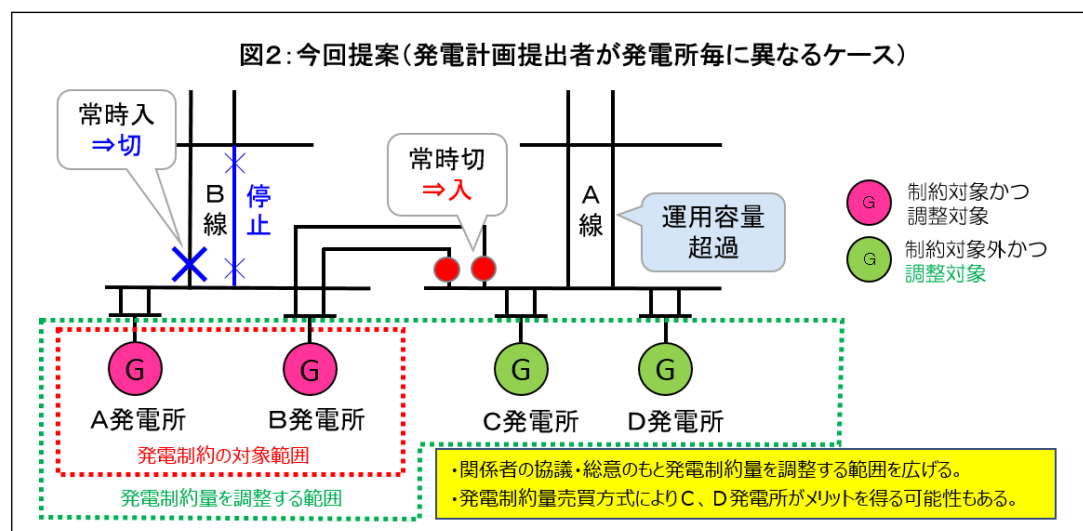 図2：今回提案（発電計画提出者が発電所毎に異なるケース）
常時入
⇒切
B線
停止
常時切
⇒入
A線
運用容量
超過
G
制約対象かつ
調整対象
G
制約対象外かつ
調整対象
G
G
G
G
A発電所
B発電所
C発電所
D発電所
発電制約の対象範囲
発電制約量を調整する範囲
・関係者の協議・総意のもと発電制約量を調整する範囲を広げる。
・発電制約量売買方式によりC、D発電所がメリットを得る可能性もある。